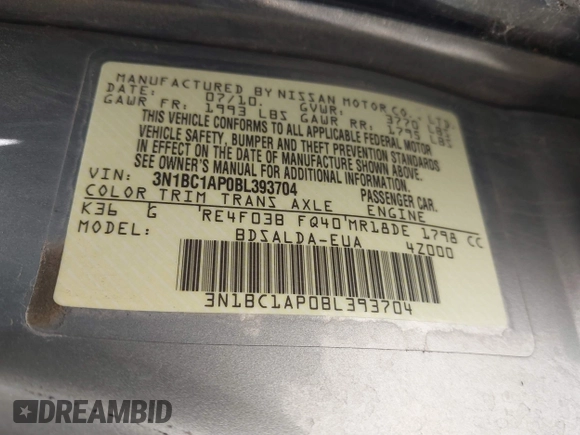 MANUFACTURED BY NISSAN MOTOR CO., LTD.
DATE: 07/10 GVWR: 3770 LBS
GAWR FR: 1993 LBS GAWR RR: 1795 LBS
THIS VEHICLE CONFORMS TO ALL APPLICABLE FEDERAL MOTOR
VEHICLE SAFETY, BUMPER AND THEFT PREVENTION STANDARDS
IN EFFECT ON THE DATE OF MANUFACTURE SHOWN ABOVE.
SEE OWNER'S MANUAL FOR ADDITIONAL INFORMATION.
VIN: 3N1BC1AP0BL393704 PASSENGER CAR.
COLOR TRIM TRANS AXLE ENGINE
K36 G RE4F03B FQ40 MR18DE 1798 CC
MODEL: BDSALDA-EUA 4Z000
3N1BC1AP0BL393704
DREAMBID